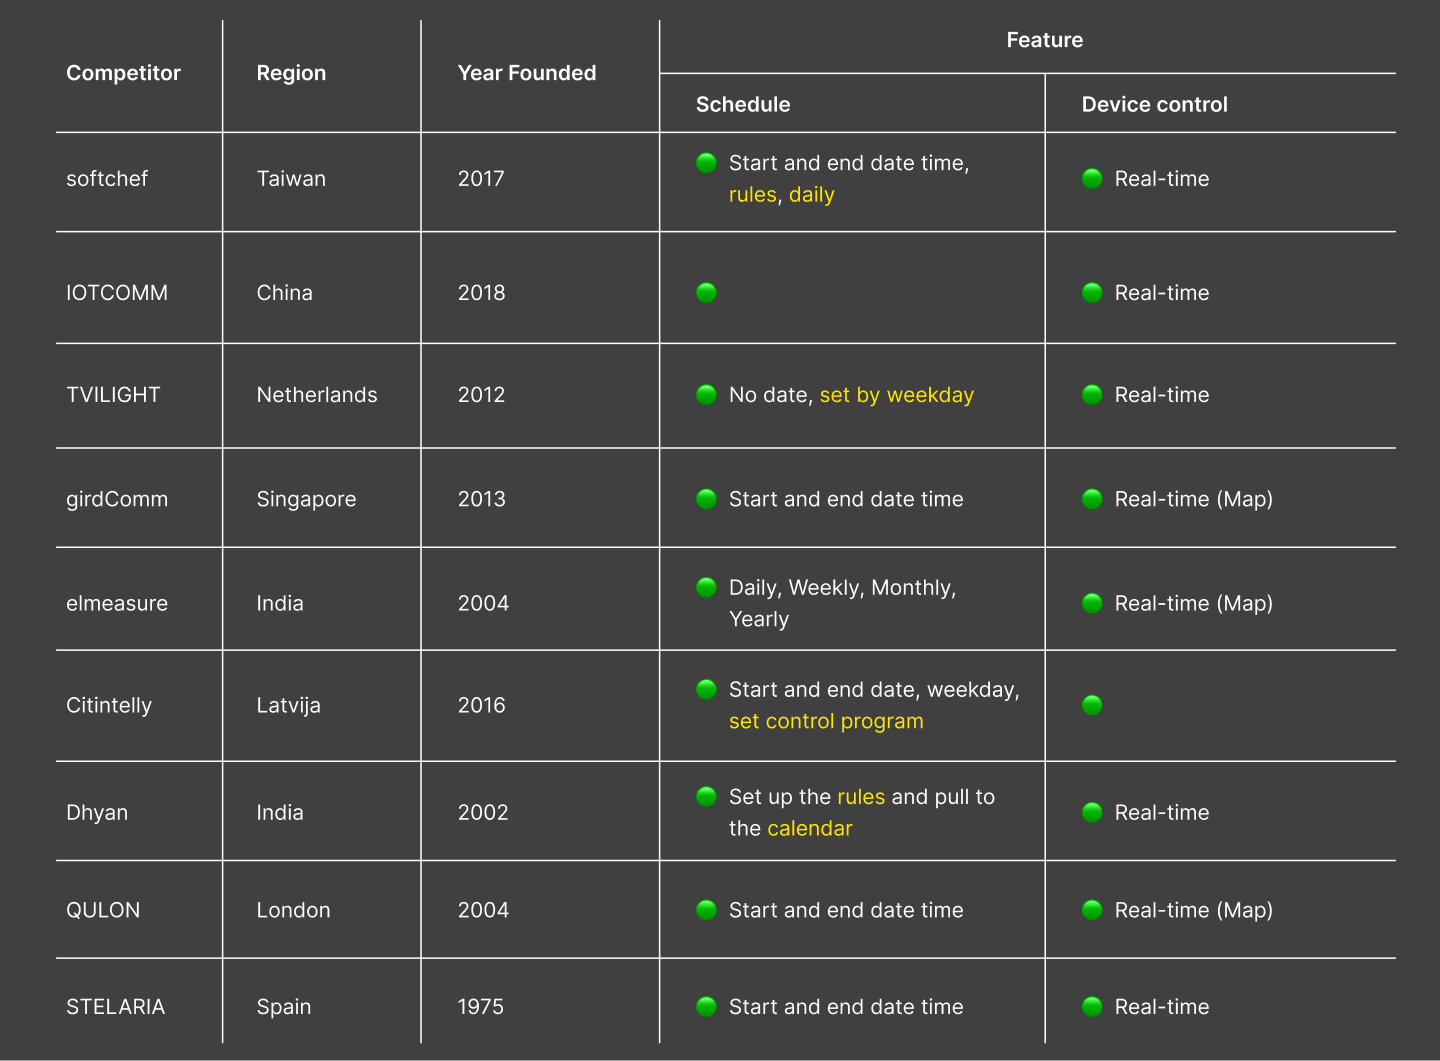 Feature
Competitor Region Year Founded
Schedule Device control
softchef Taiwan 2017 Start and end date time, Real-time
rules, daily
IOTCOMM China 2018 Real-time
TVILIGHT Netherlands 2012 No date, set by weekday Real-time
girdComm Singapore 2013 Start and end date time Real-time (Map)
elmeasure India 2004 Daily, Weekly, Monthly, Real-time (Map)
Yearly
Citintelly Latvija 2016 Start and end date, weekday,
set control program
Dhyan India 2002 Set up the rules and pull to Real-time
the calendar
QULON London 2004 Start and end date time Real-time (Map)
STELARIA Spain 1975 Start and end date time Real-time